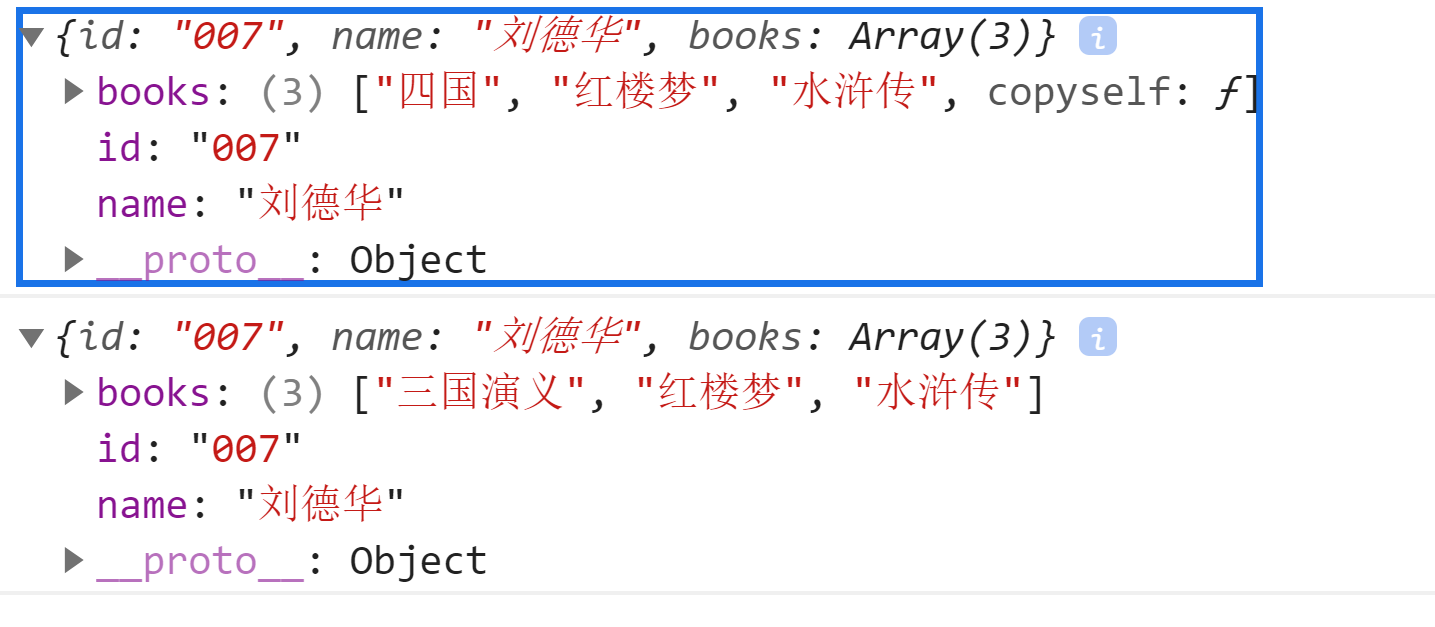 ▼{id: "007", name: "刘德华", books: Array(3)} i
▶books: (3) ["四国", "红楼梦", "水浒传", copyself: ƒ]
id: "007"
name: "刘德华"
▶__proto__: Object
▼{id: "007", name: "刘德华", books: Array(3)} i
▶books: (3) ["三国演义", "红楼梦", "水浒传"]
id: "007"
name: "刘德华"
▶__proto__: Object